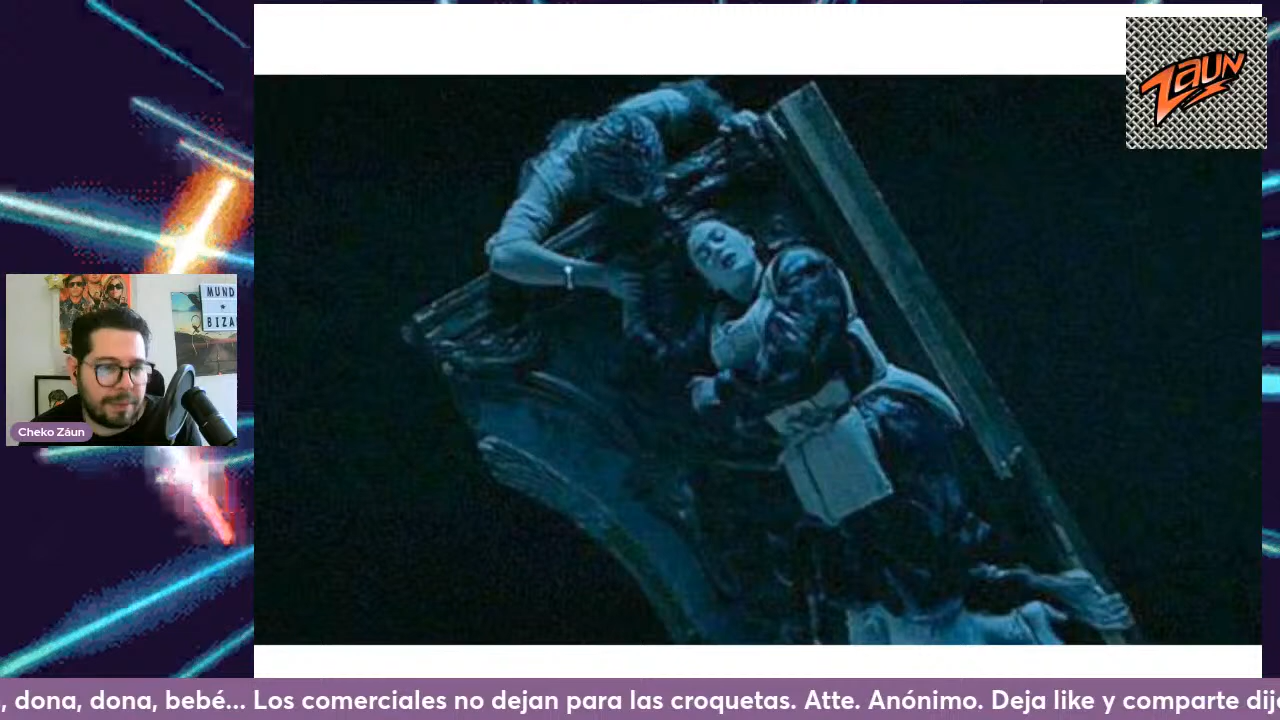 ZAUN
MUND
BIZA
Cheko Záun
, dona, dona, bebé... Los comerciales no dejan para las croquetas. Atte. Anónimo. Deja like y comparte dij